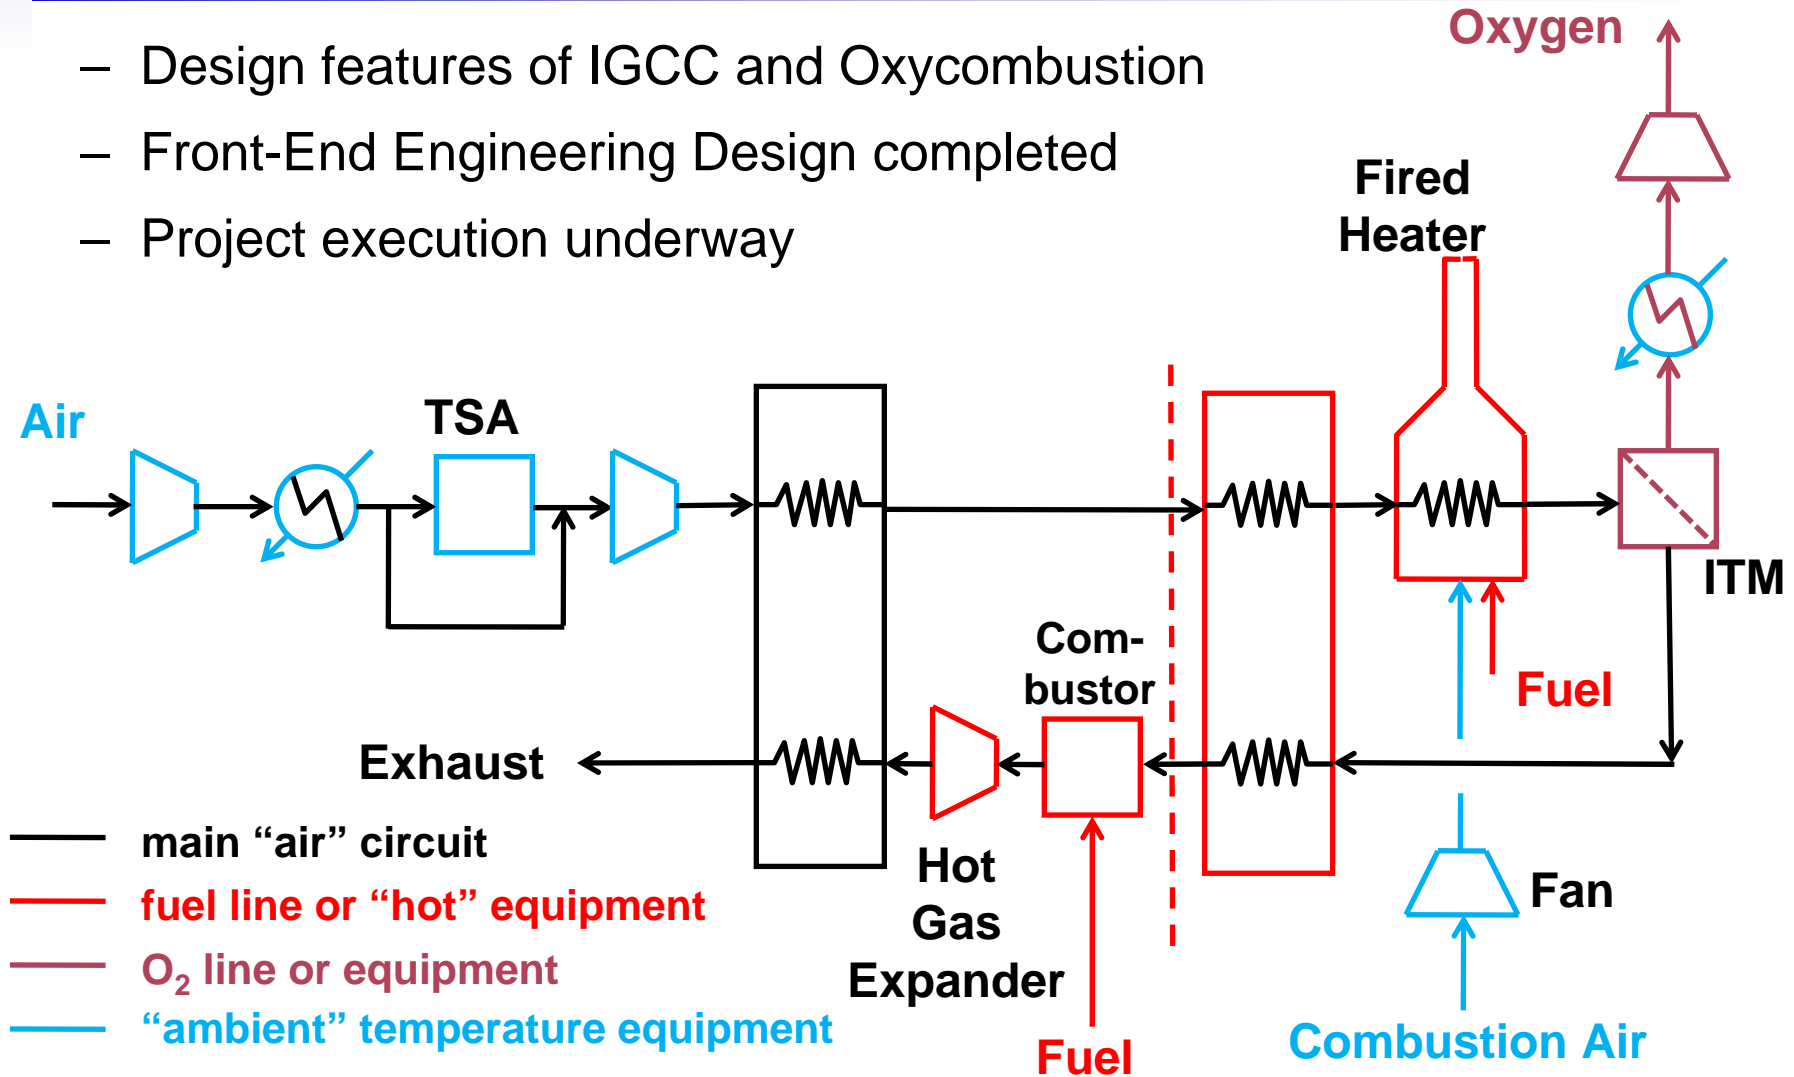 – Design features of IGCC and Oxycombustion
– Front-End Engineering Design completed
– Project execution underway
Oxygen
Fired
Heater
Air
TSA
ITM
Com-
bustor
Fuel
Exhaust
Hot
Gas
Expander
Fan
Fuel
Combustion Air
main “air” circuit
fuel line or “hot” equipment
O₂ line or equipment
“ambient” temperature equipment